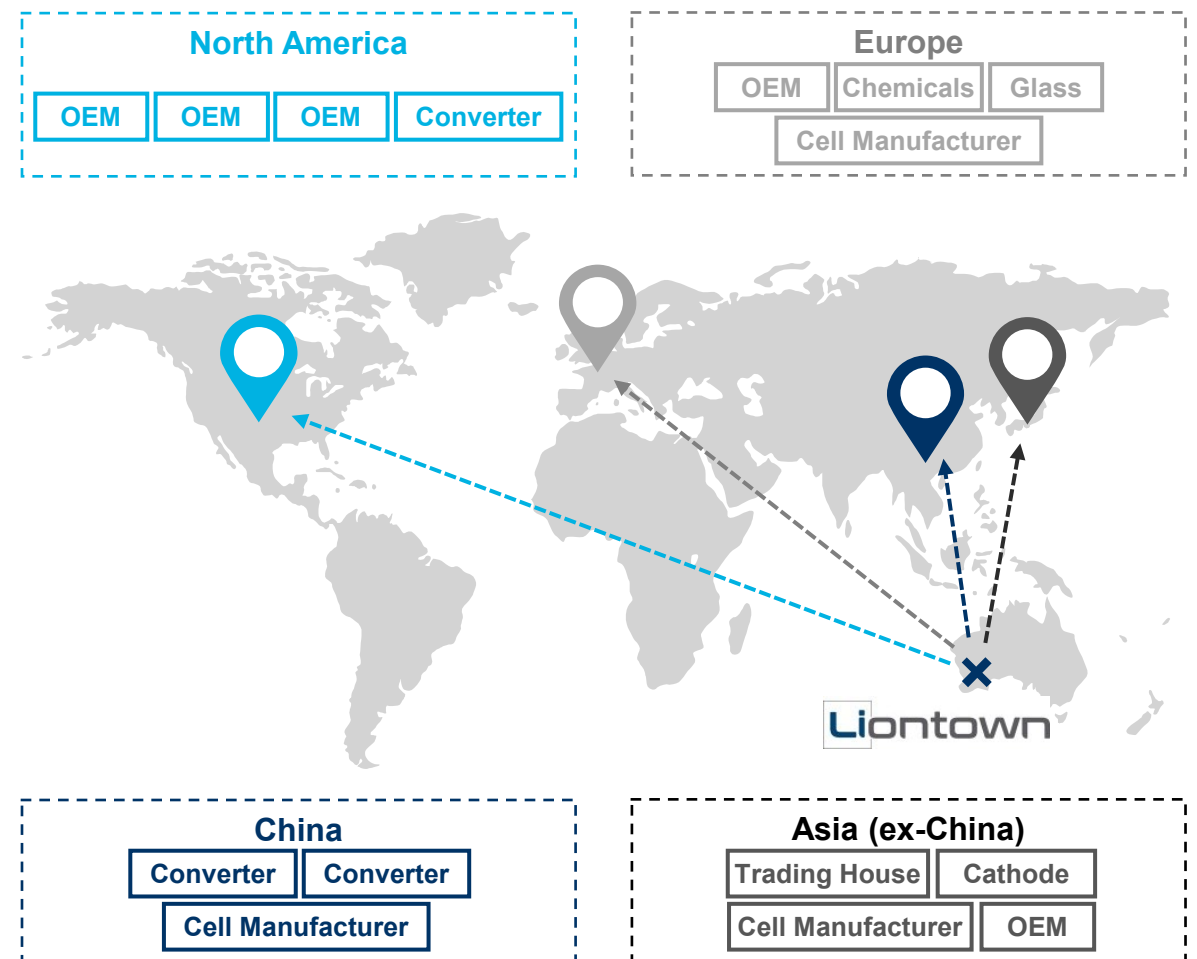 North America
OEM OEM OEM Converter
Europe
OEM Chemicals Glass
Cell Manufacturer
Liontown
China
Converter Converter
Cell Manufacturer
Asia (ex-China)
Trading House Cathode
Cell Manufacturer OEM